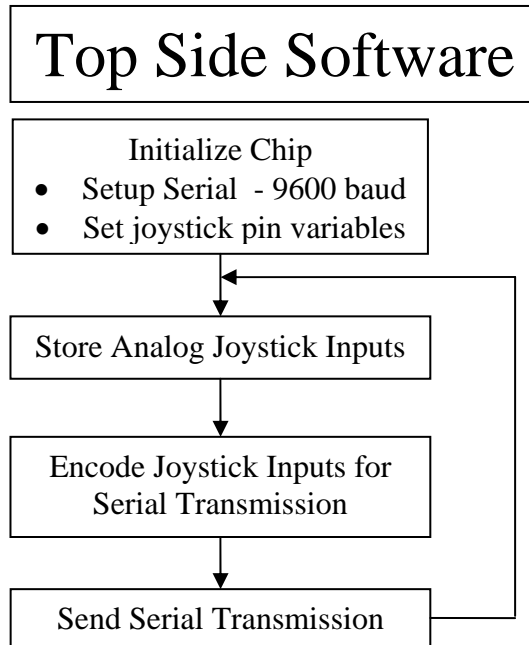 Top Side Software
Initialize Chip
• Setup Serial - 9600 baud
• Set joystick pin variables
Store Analog Joystick Inputs
Encode Joystick Inputs for
Serial Transmission
Send Serial Transmission